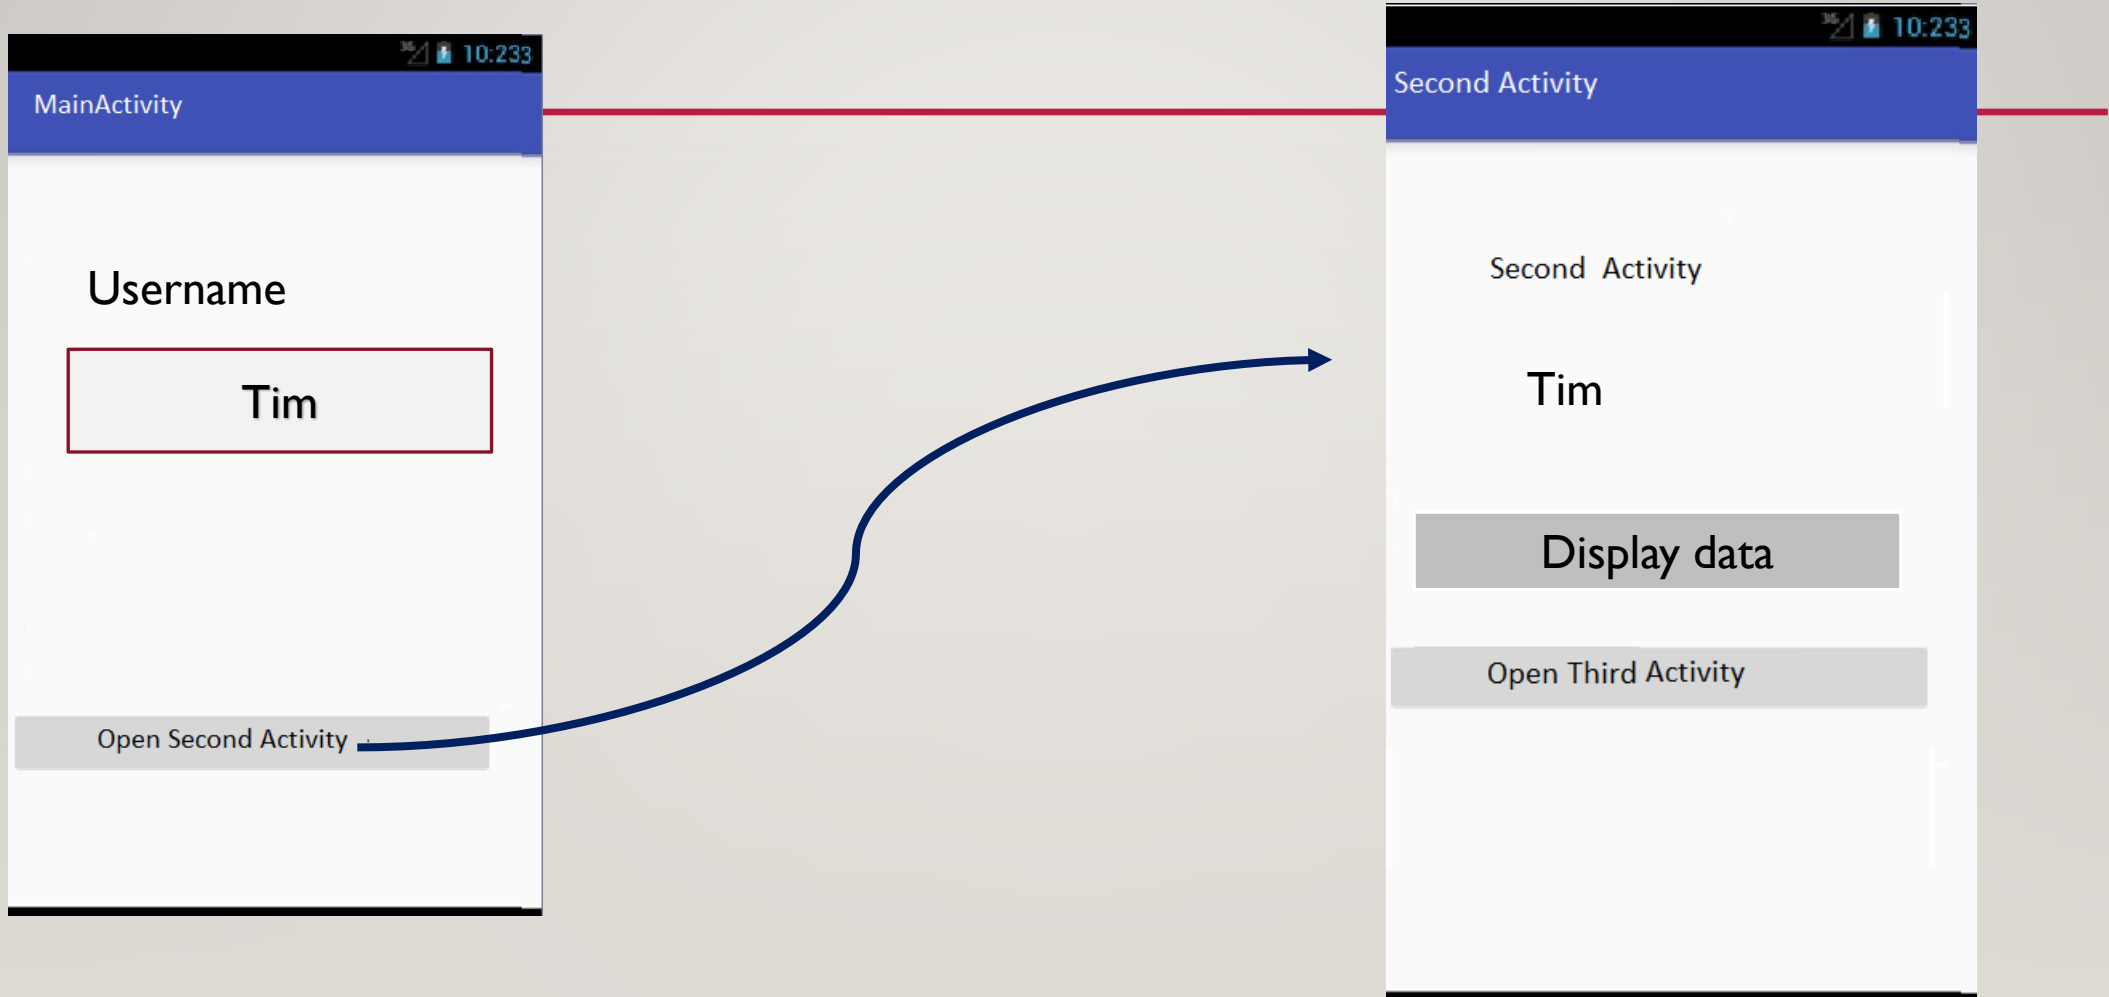 10:233
MainActivity
Username
Tim
Open Second Activity
10:233
Second Activity
Second Activity
Tim
Display data
Open Third Activity